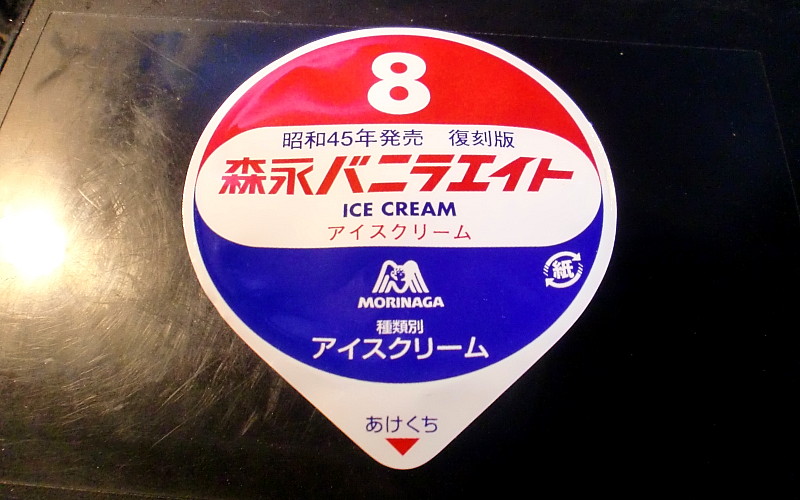 8
昭和45年発売 復刻版
森永バニラエイト
ICE CREAM
アイスクリーム
紙
MORINAGA
種類別
アイスクリーム
あけくち